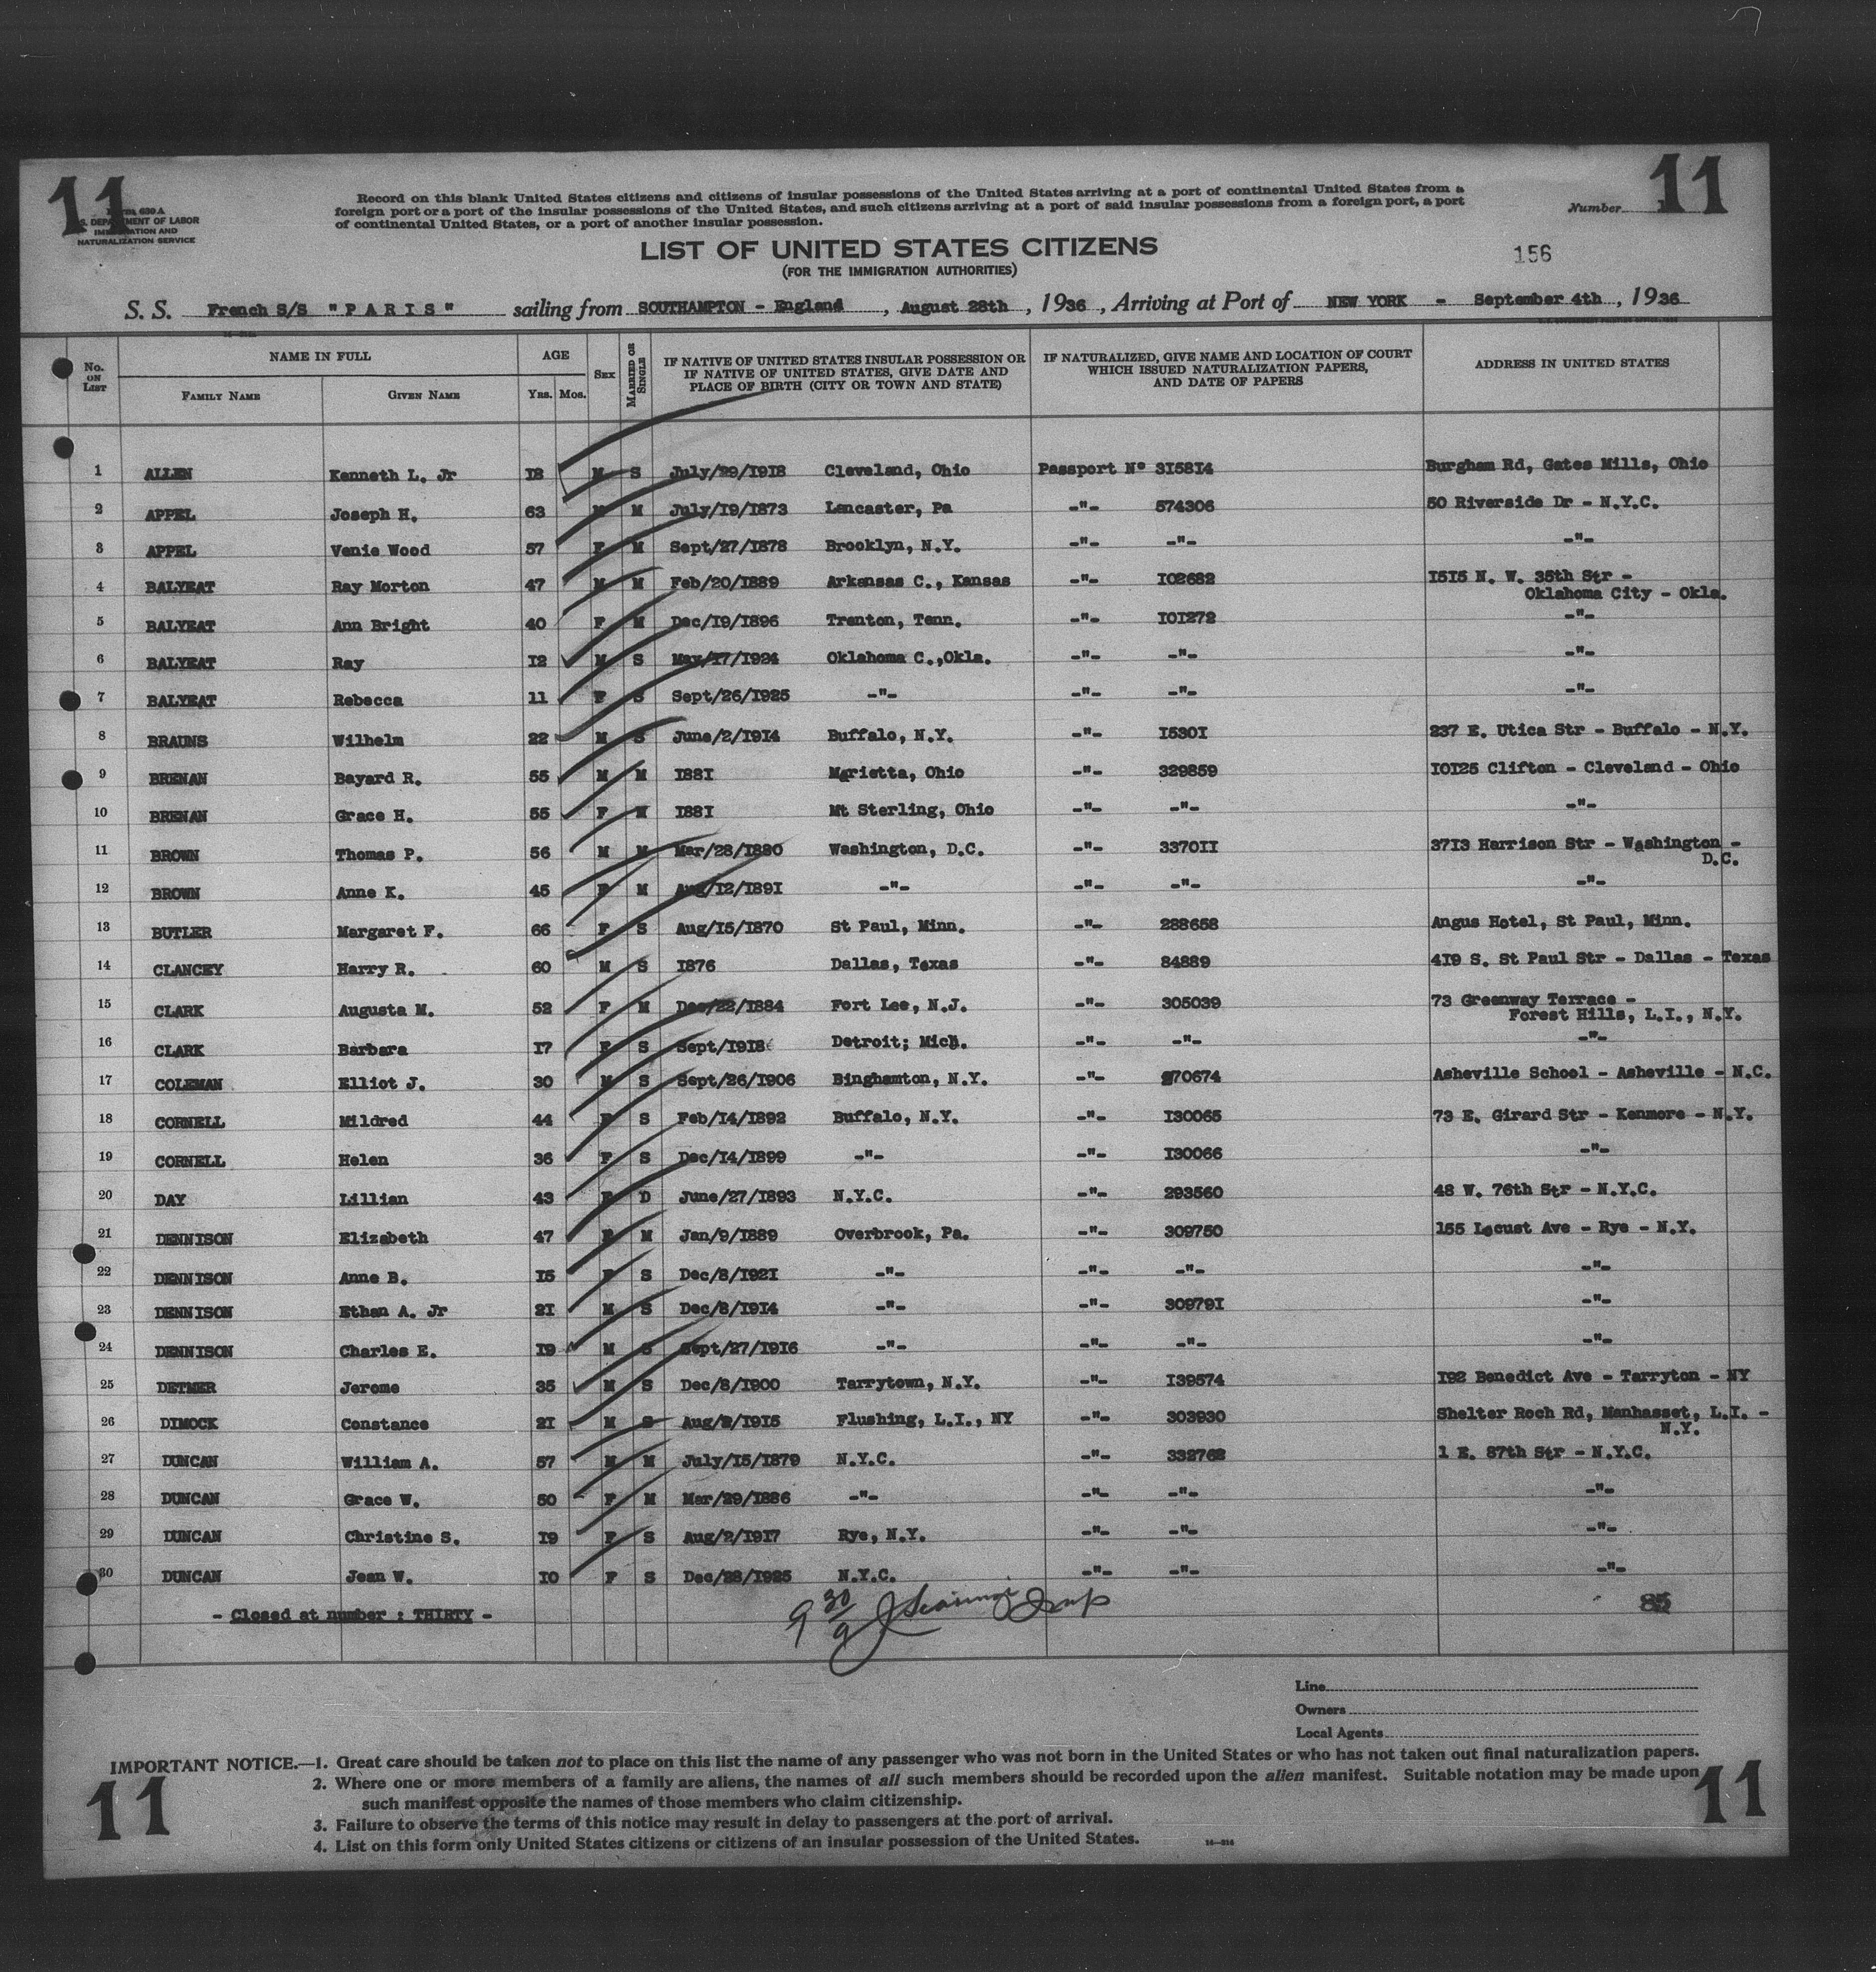 11
11
Form 630 A
U.S. DEPARTMENT OF LABOR
IMMIGRATION AND
NATURALIZATION SERVICE
Record on this blank United States citizens and citizens of insular possessions of the United States arriving at a port of continental United States from a
foreign port or a port of the insular possessions of the United States, and such citizens arriving at a port of said insular possessions from a foreign port, a port
of continental United States, or a port of another insular possession.
Number
LIST OF UNITED STATES CITIZENS
(FOR THE IMMIGRATION AUTHORITIES)
156
S. S. French S/S "PARIS" sailing from SOUTHAMPTON - England, August 28th, 1936, Arriving at Port of NEW YORK - September 4th, 1936
No. ON LIST
NAME IN FULL
FAMILY NAME GIVEN NAME
AGE
YRS. MOS.
SEX
MARRIED OR SINGLE
IF NATIVE OF UNITED STATES INSULAR POSSESSION OR
IF NATIVE OF UNITED STATES, GIVE DATE AND
PLACE OF BIRTH (CITY OR TOWN AND STATE)
IF NATURALIZED, GIVE NAME AND LOCATION OF COURT
WHICH ISSUED NATURALIZATION PAPERS,
AND DATE OF PAPERS
ADDRESS IN UNITED STATES
1 ALLEN Kenneth L. Jr 18 M S July/29/1918 Cleveland, Ohio Passport No 315814 Burgham Rd, Gates Mills, Ohio
2 APPEL Joseph H. 63 M M July/19/1873 Lancaster, Pa -"- 574306 50 Riverside Dr - N.Y.C.
3 APPEL Venie Wood 57 F M Sept/27/1878 Brooklyn, N.Y. -"- -"- -"-
4 BALYEAT Ray Morton 47 M M Feb/20/1889 Arkansas C., Kansas -"- 102682 1515 N. W. 35th Str -
Oklahoma City - Okla.
5 BALYEAT Ann Bright 40 F M Dec/19/1896 Trenton, Tenn. -"- 101272 -"-
6 BALYEAT Ray 12 M S May/17/1924 Oklahoma C.,Okla. -"- -"- -"-
7 BALYEAT Rebecca 11 F S Sept/26/1925 -"- -"- -"- -"-
8 BRAUNS Wilhelm 22 M S June/2/1914 Buffalo, N.Y. -"- 15301 237 E. Utica Str - Buffalo - N.Y.
9 BRENAN Bayard R. 55 M M 1881 Marietta, Ohio -"- 329859 10125 Clifton - Cleveland - Ohio
10 BRENAN Grace H. 55 F M 1881 Mt Sterling, Ohio -"- -"- -"-
11 BROWN Thomas P. 56 M M Mar/28/1880 Washington, D.C. -"- 337011 3713 Harrison Str - Washington -
D.C.
12 BROWN Anne K. 45 F M Aug/12/1891 -"- -"- -"- -"-
13 BUTLER Margaret F. 66 F S Aug/15/1870 St Paul, Minn. -"- 288658 Angus Hotel, St Paul, Minn.
14 CLANCEY Harry R. 60 M S 1876 Dallas, Texas -"- 84889 419 S. St Paul Str - Dallas - Texas
15 CLARK Augusta M. 52 F M Dec/22/1884 Fort Lee, N.J. -"- 305039 73 Greenway Terrace -
Forest Hills, L.I., N.Y.
16 CLARK Barbara 17 F S Sept/1918 Detroit; Mich. -"- -"- -"-
17 COLEMAN Elliot J. 30 M S Sept/26/1906 Binghamton, N.Y. -"- 270674 Asheville School - Asheville - N.C.
18 CORNELL Mildred 44 F S Feb/14/1892 Buffalo, N.Y. -"- 130065 73 E. Girard Str - Kenmore - N.Y.
19 CORNELL Helen 36 F S Dec/14/1899 -"- -"- 130066 -"-
20 DAY Lillian 43 F D June/27/1893 N.Y.C. -"- 293560 48 W. 76th Str - N.Y.C.
21 DENNISON Elizabeth 47 F M Jan/9/1889 Overbrook, Pa. -"- 309750 155 Locust Ave - Rye - N.Y.
22 DENNISON Anne B. 15 F S Dec/8/1921 -"- -"- -"- -"-
23 DENNISON Ethan A. Jr 21 M S Dec/8/1914 -"- -"- 309791 -"-
24 DENNISON Charles E. 19 M S Sept/27/1916 -"- -"- -"- -"-
25 DETMER Jerome 35 M S Dec/8/1900 Tarrytown, N.Y. -"- 139574 192 Benedict Ave - Tarryton - NY
26 DIMOCK Constance 21 M S Aug/2/1915 Flushing, L.I., NY -"- 303930 Shelter Roch Rd, Manhasset, L.I. -
N.Y.
27 DUNCAN William A. 57 M M July/15/1879 N.Y.C. -"- 332762 1 E. 87th Str - N.Y.C.
28 DUNCAN Grace W. 50 F M Mar/29/1886 -"- -"- -"- -"-
29 DUNCAN Christine S. 19 F S Aug/2/1917 Rye, N.Y. -"- -"- -"-
30 DUNCAN Jean W. 10 F S Dec/28/1925 N.Y.C. -"- -"- -"-
- Closed at number : THIRTY -
85
Line
Owners
Local Agents
IMPORTANT NOTICE.—1. Great care should be taken not to place on this list the name of any passenger who was not born in the United States or who has not taken out final naturalization papers.
2. Where one or more members of a family are aliens, the names of all such members should be recorded upon the alien manifest. Suitable notation may be made upon
such manifest opposite the names of those members who claim citizenship.
3. Failure to observe the terms of this notice may result in delay to passengers at the port of arrival.
4. List on this form only United States citizens or citizens of an insular possession of the United States.
11
11